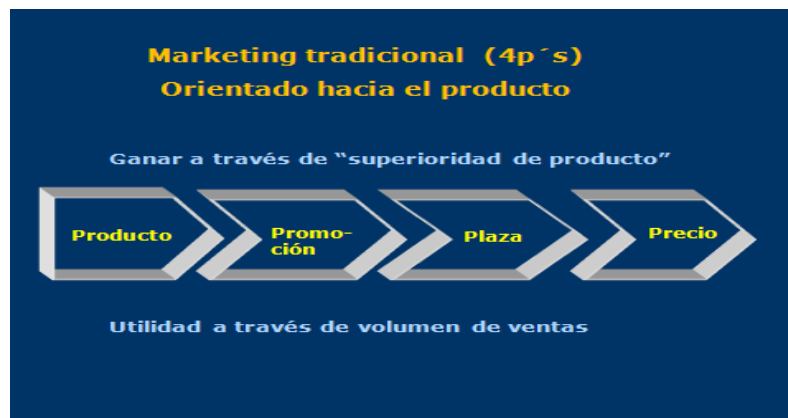 Marketing tradicional (4p´s)
Orientado hacia el producto
Ganar a través de “superioridad de producto”
Producto
Promo-
ción
Plaza
Precio
Utilidad a través de volumen de ventas